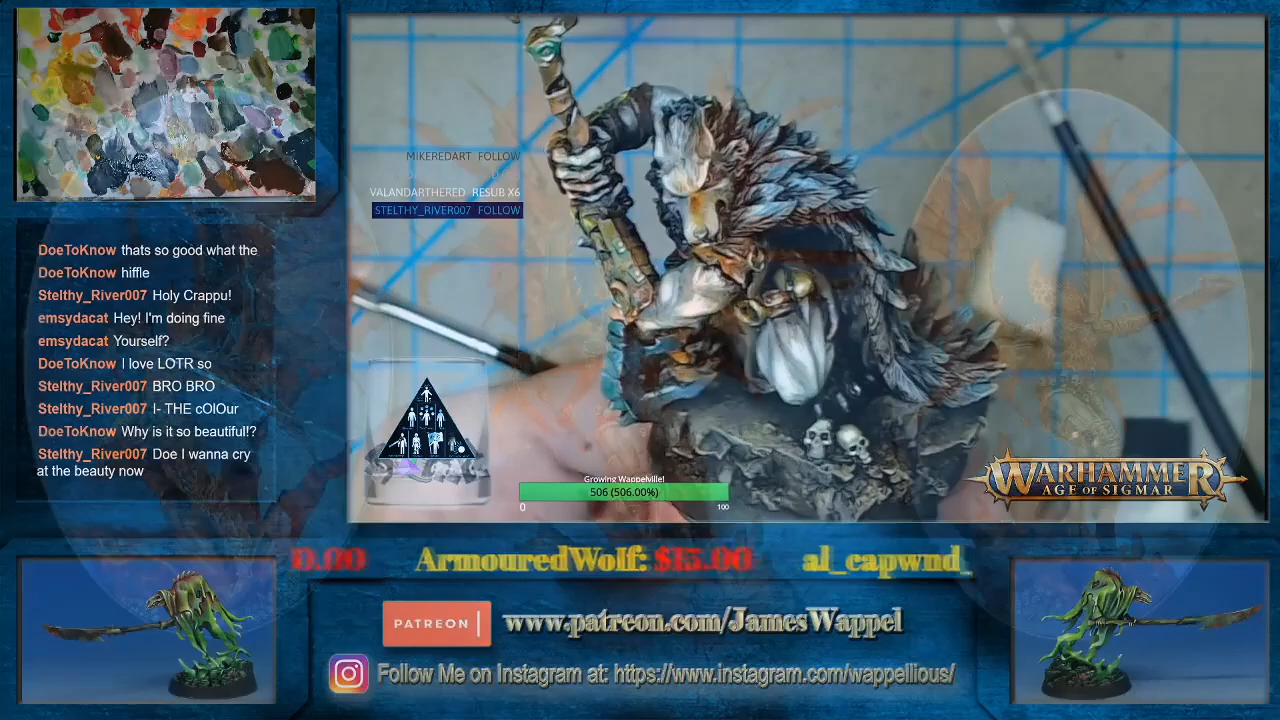 MIKEREDART FOLLOW
VALANDARTHERED RESUB X6
STELTHY_RIVER007 FOLLOW
DoeToKnow thats so good what the
DoeToKnow hiffle
Stelthy_River007 Holy Crappu!
emsydacat Hey! I'm doing fine
emsydacat Yourself?
DoeToKnow I love LOTR so
Stelthy_River007 BRO BRO
Stelthy_River007 I- THE cOlOur
DoeToKnow Why is it so beautiful!?
Stelthy_River007 Doe I wanna cry
at the beauty now
Growing Wappelville!
506 (506.00%)
0 100
WARHAMMER
AGE OF SIGMAR
0.00 ArmouredWolf: $15.00 al_capwnd_
PATREON www.patreon.com/JamesWappel
Follow Me on Instagram at: https://www.instagram.com/wappellious/